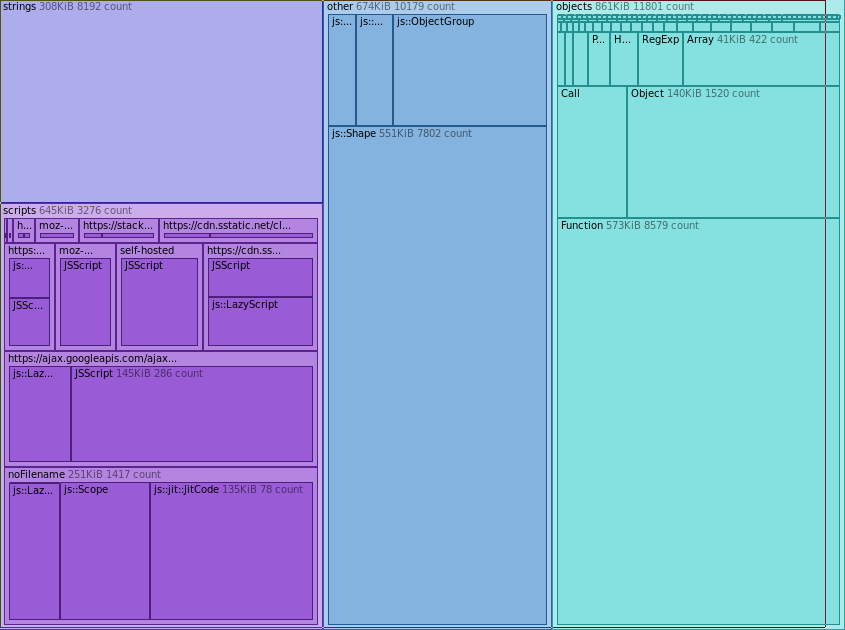 strings 308KiB 8192 count
scripts 645KiB 3276 count
h...
moz-...
https://stack...
https://cdn.sstatic.net/cl...
https:...
moz-...
self-hosted
https://cdn.ss...
js:...
JSScript
JSScript
JSScript
JSSc...
js::LazyScript
https://ajax.googleapis.com/ajax...
js::Laz...
JSScript 145KiB 286 count
noFilename 251KiB 1417 count
js::Laz...
js::Scope
js::jit::JitCode 135KiB 78 count
other 674KiB 10179 count
js:...
js::...
js::ObjectGroup
js::Shape 551KiB 7802 count
objects 861KiB 11801 count
P...
H...
RegExp
Array 41KiB 422 count
Call
Object 140KiB 1520 count
Function 573KiB 8579 count